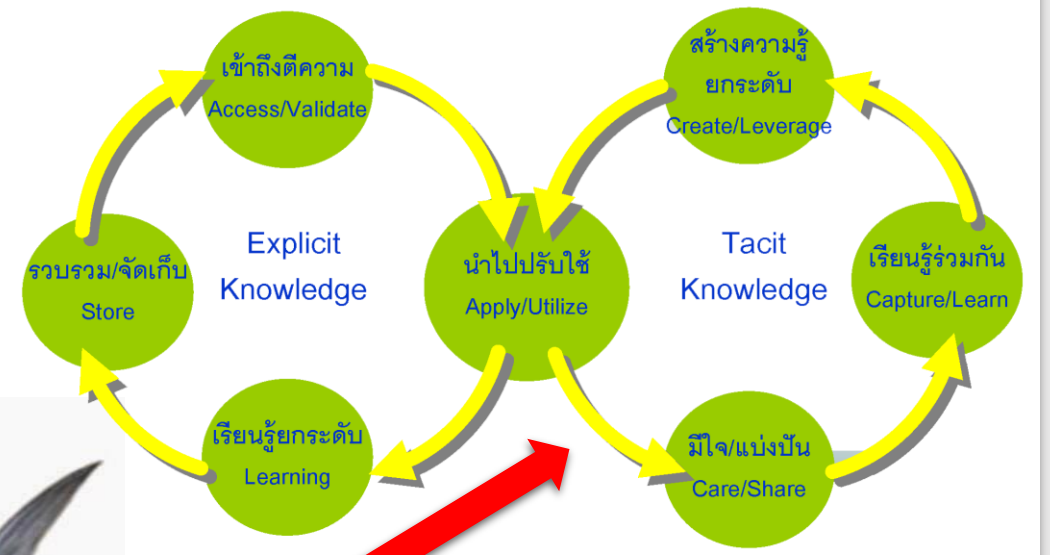 เข้าถึงตีความ
Access/Validate
สร้างความรู้
ยกระดับ
Create/Leverage
รวบรวม/จัดเก็บ
Store
Explicit
Knowledge
นำไปปรับใช้
Apply/Utilize
Tacit
Knowledge
เรียนรู้ร่วมกัน
Capture/Learn
เรียนรู้ยกระดับ
Learning
มีใจ/แบ่งปัน
Care/Share